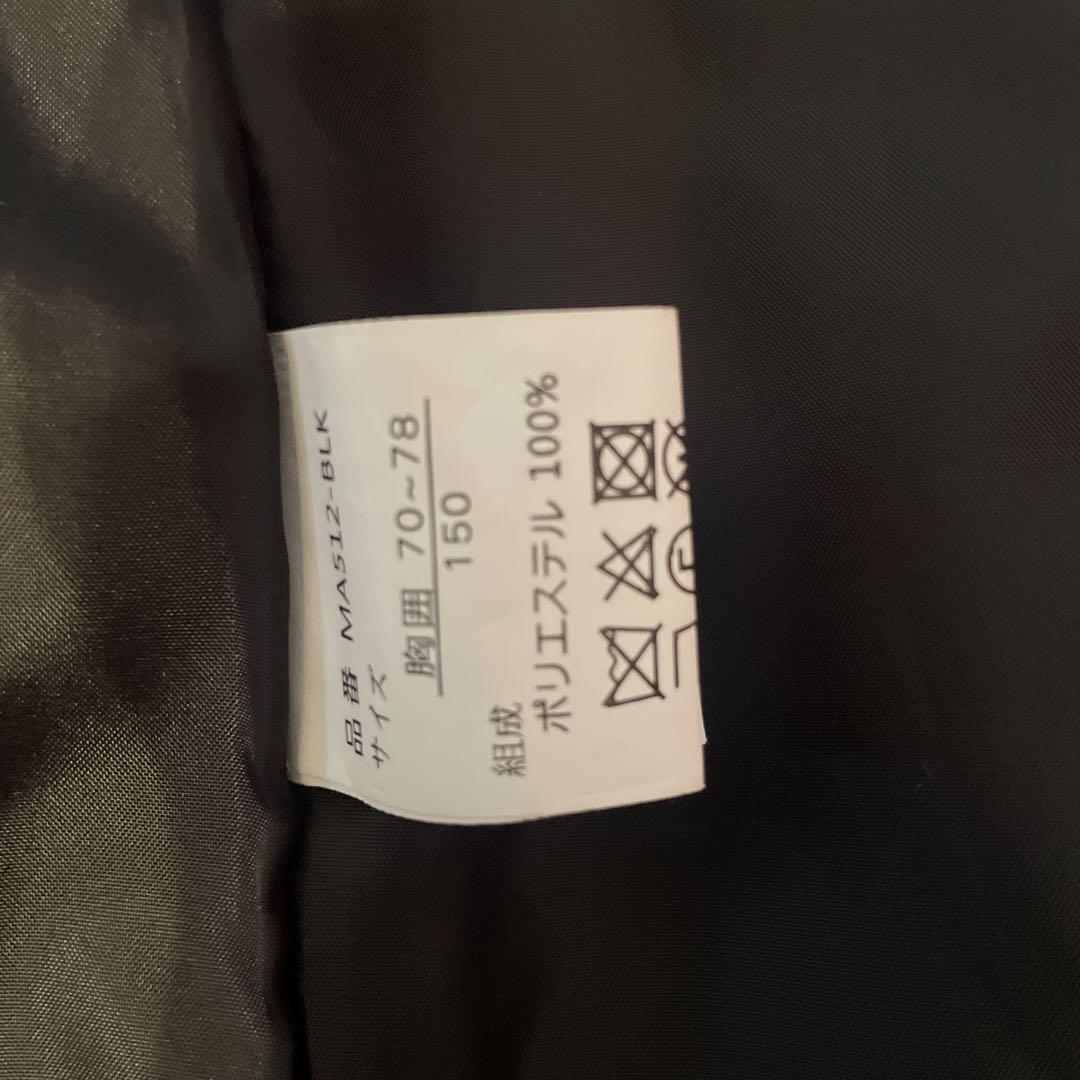 品番 MA512-BLK
サイズ
胸囲 70~78
150
組成
ポリエステル 100%